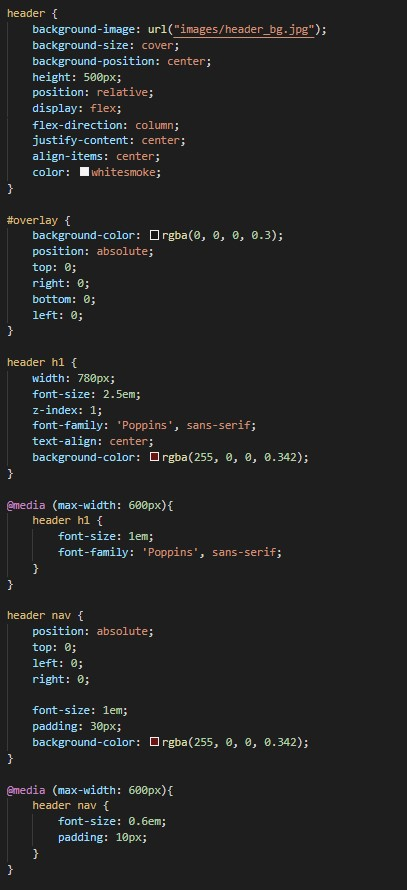 header {
    background-image: url("images/header_bg.jpg");
    background-size: cover;
    background-position: center;
    height: 500px;
    position: relative;
    display: flex;
    flex-direction: column;
    justify-content: center;
    align-items: center;
    color: whitesmoke;
}

#overlay {
    background-color: rgba(0, 0, 0, 0.3);
    position: absolute;
    top: 0;
    right: 0;
    bottom: 0;
    left: 0;
}

header h1 {
    width: 780px;
    font-size: 2.5em;
    z-index: 1;
    font-family: 'Poppins', sans-serif;
    text-align: center;
    background-color: rgba(255, 0, 0, 0.342);
}

@media (max-width: 600px){
    header h1 {
        font-size: 1em;
        font-family: 'Poppins', sans-serif;
    }
}

header nav {
    position: absolute;
    top: 0;
    left: 0;
    right: 0;

    font-size: 1em;
    padding: 30px;
    background-color: rgba(255, 0, 0, 0.342);
}

@media (max-width: 600px){
    header nav {
        font-size: 0.6em;
        padding: 10px;
    }
}